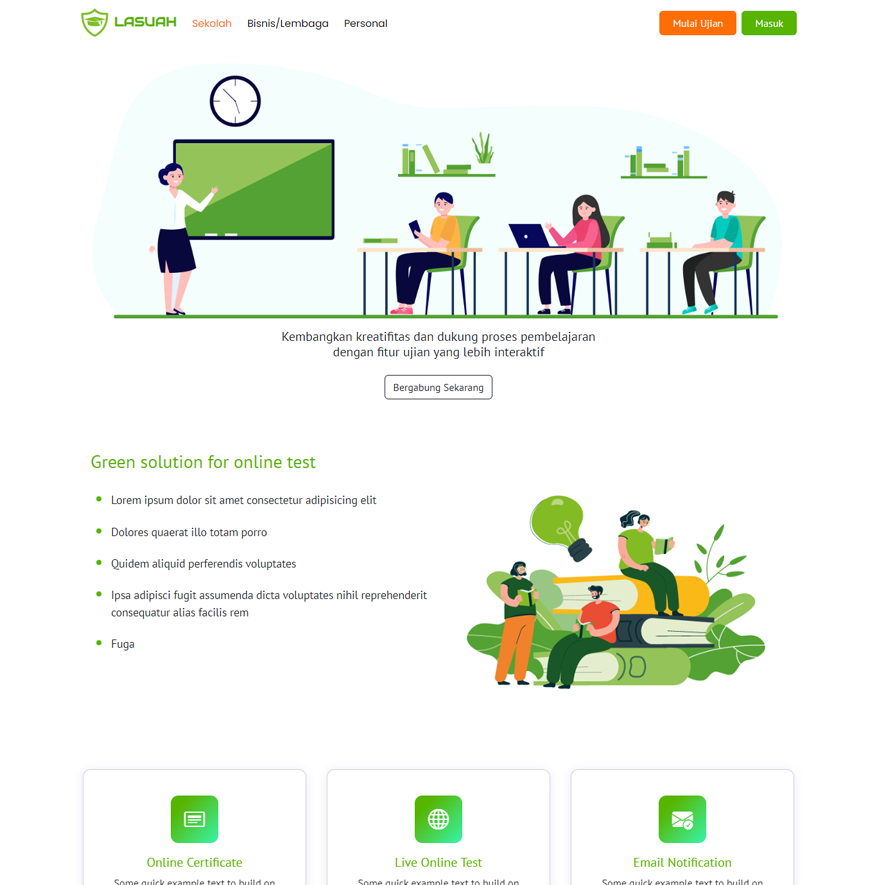 LASUAH
Sekolah
Bisnis/Lembaga
Personal
Mulai Ujian
Masuk
Kembangkan kreatifitas dan dukung proses pembelajaran
dengan fitur ujian yang lebih interaktif
Bergabung Sekarang
Green solution for online test
Lorem ipsum dolor sit amet consectetur adipisicing elit
Dolores quaerat illo totam porro
Quidem aliquid perferendis voluptates
Ipsa adipisci fugit assumenda dicta voluptates nihil reprehenderit
consequatur alias facilis rem
Fuga
Online Certificate
Some quick example text to build on
Live Online Test
Some quick example text to build on
Email Notification
Some quick example text to build on